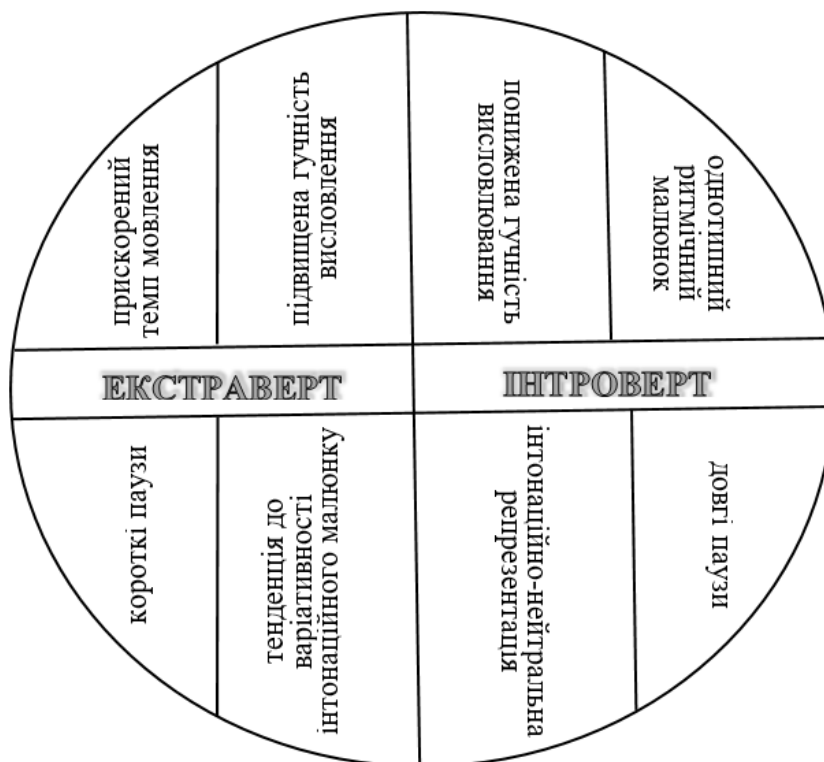 прискорений
темп мовлення
підвищена гучність
висловлення
понижена гучність
висловлювання
однотипний
ритмічний
малюнок
ЕКСТРАВЕРТ
ІНТРОВЕРТ
короткі паузи
тенденція до
варіативності
інтонаційного малюнку
інтонаційно-нейтральна
репрезентація
довгі паузи